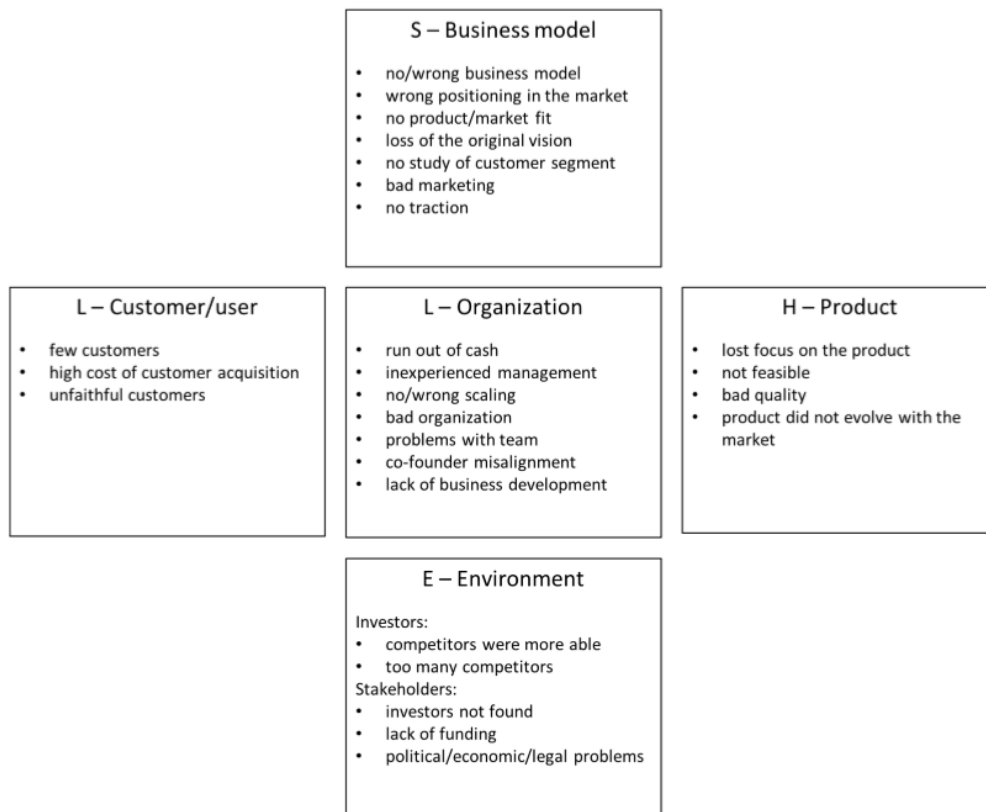 S – Business model
• no/wrong business model
• wrong positioning in the market
• no product/market fit
• loss of the original vision
• no study of customer segment
• bad marketing
• no traction
L – Customer/user
• few customers
• high cost of customer acquisition
• unfaithful customers
L – Organization
• run out of cash
• inexperienced management
• no/wrong scaling
• bad organization
• problems with team
• co-founder misalignment
• lack of business development
H – Product
• lost focus on the product
• not feasible
• bad quality
• product did not evolve with the
market
E – Environment
Investors:
• competitors were more able
• too many competitors
Stakeholders:
• investors not found
• lack of funding
• political/economic/legal problems